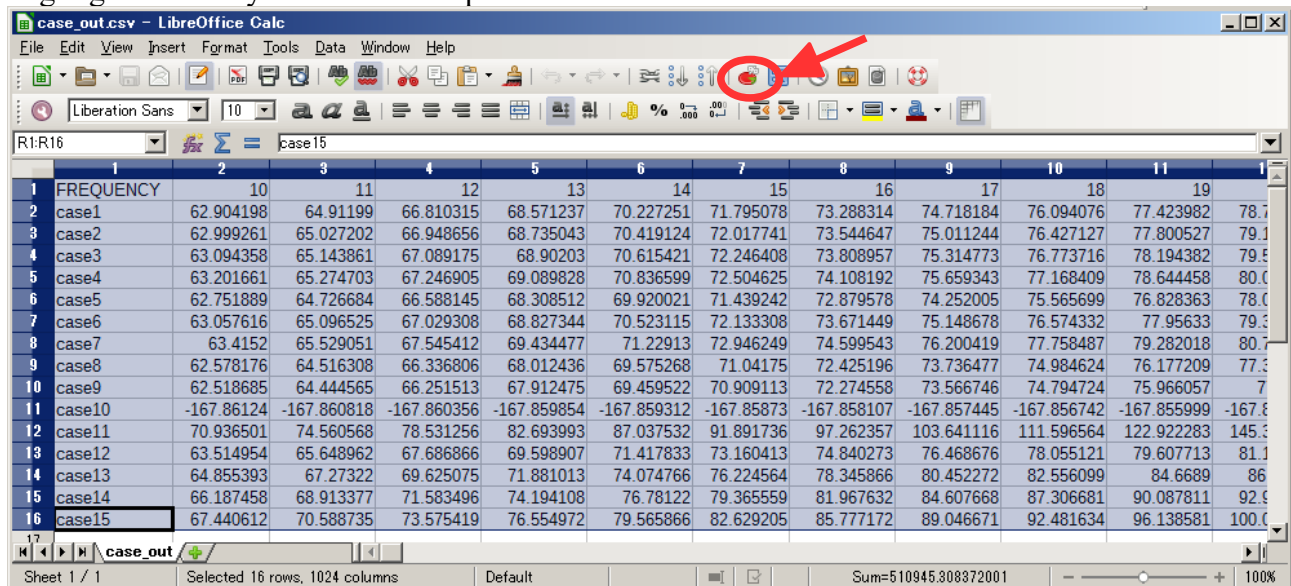 case_out.csv – LibreOffice Calc
File Edit View Insert Format Tools Data Window Help
Liberation Sans 10
R1:R16 case15
1 2 3 4 5 6 7 8 9 10 11
1 FREQUENCY 10 11 12 13 14 15 16 17 18 19
2 case1 62.904198 64.91199 66.810315 68.571237 70.227251 71.795078 73.288314 74.718184 76.094076 77.423982
3 case2 62.999261 65.027202 66.948656 68.735043 70.419124 72.017741 73.544647 75.011244 76.427127 77.800527 79.1
4 case3 63.094358 65.143861 67.089175 68.90203 70.615421 72.246408 73.808957 75.314773 76.773716 78.194382 79.5
5 case4 63.201661 65.274703 67.246905 69.089828 70.836599 72.504625 74.108192 75.659343 77.168409 78.644458 80.0
6 case5 62.751889 64.726684 66.588145 68.308512 69.920021 71.439242 72.879578 74.252005 75.565699 76.828363 78.0
7 case6 63.057616 65.096525 67.029308 68.827344 70.523115 72.133308 73.671449 75.148678 76.574332 77.95633
8 case7 63.4152 65.529051 67.545412 69.434477 71.22913 72.946249 74.599543 76.200419 77.758487 79.282018 80.7
9 case8 62.578176 64.516308 66.336806 68.012436 69.575268 71.04175 72.425196 73.736477 74.984624 76.177209
10 case9 62.518685 64.444565 66.251513 67.912475 69.459522 70.909113 72.274558 73.566746 74.794724 75.966057 7
11 case10 -167.86124 -167.860818 -167.860356 -167.859854 -167.859312 -167.85873 -167.858107 -167.857445 -167.856742 -167.855999
12 case11 70.936501 74.560568 78.531256 82.693993 87.037532 91.891736 97.262357 103.641116 111.596564 122.922283
13 case12 63.514954 65.648962 67.686866 69.598907 71.417833 73.160413 74.840273 76.468676 78.055121 79.607713 81.1
14 case13 64.855393 67.27322 69.625075 71.881013 74.074766 76.224564 78.345866 80.452272 82.556099 84.6689 86
15 case14 66.187458 68.913377 71.583496 74.194108 76.78122 79.365559 81.967632 84.607668 87.306681 90.087811 92.9
16 case15 67.440612 70.588735 73.575419 76.554972 79.565866 82.629205 85.777172 89.046671 92.481634 96.138581 100.0
17
case_out
Sheet 1 / 1 Selected 16 rows, 1024 columns Default Sum=510945.308372001 100%